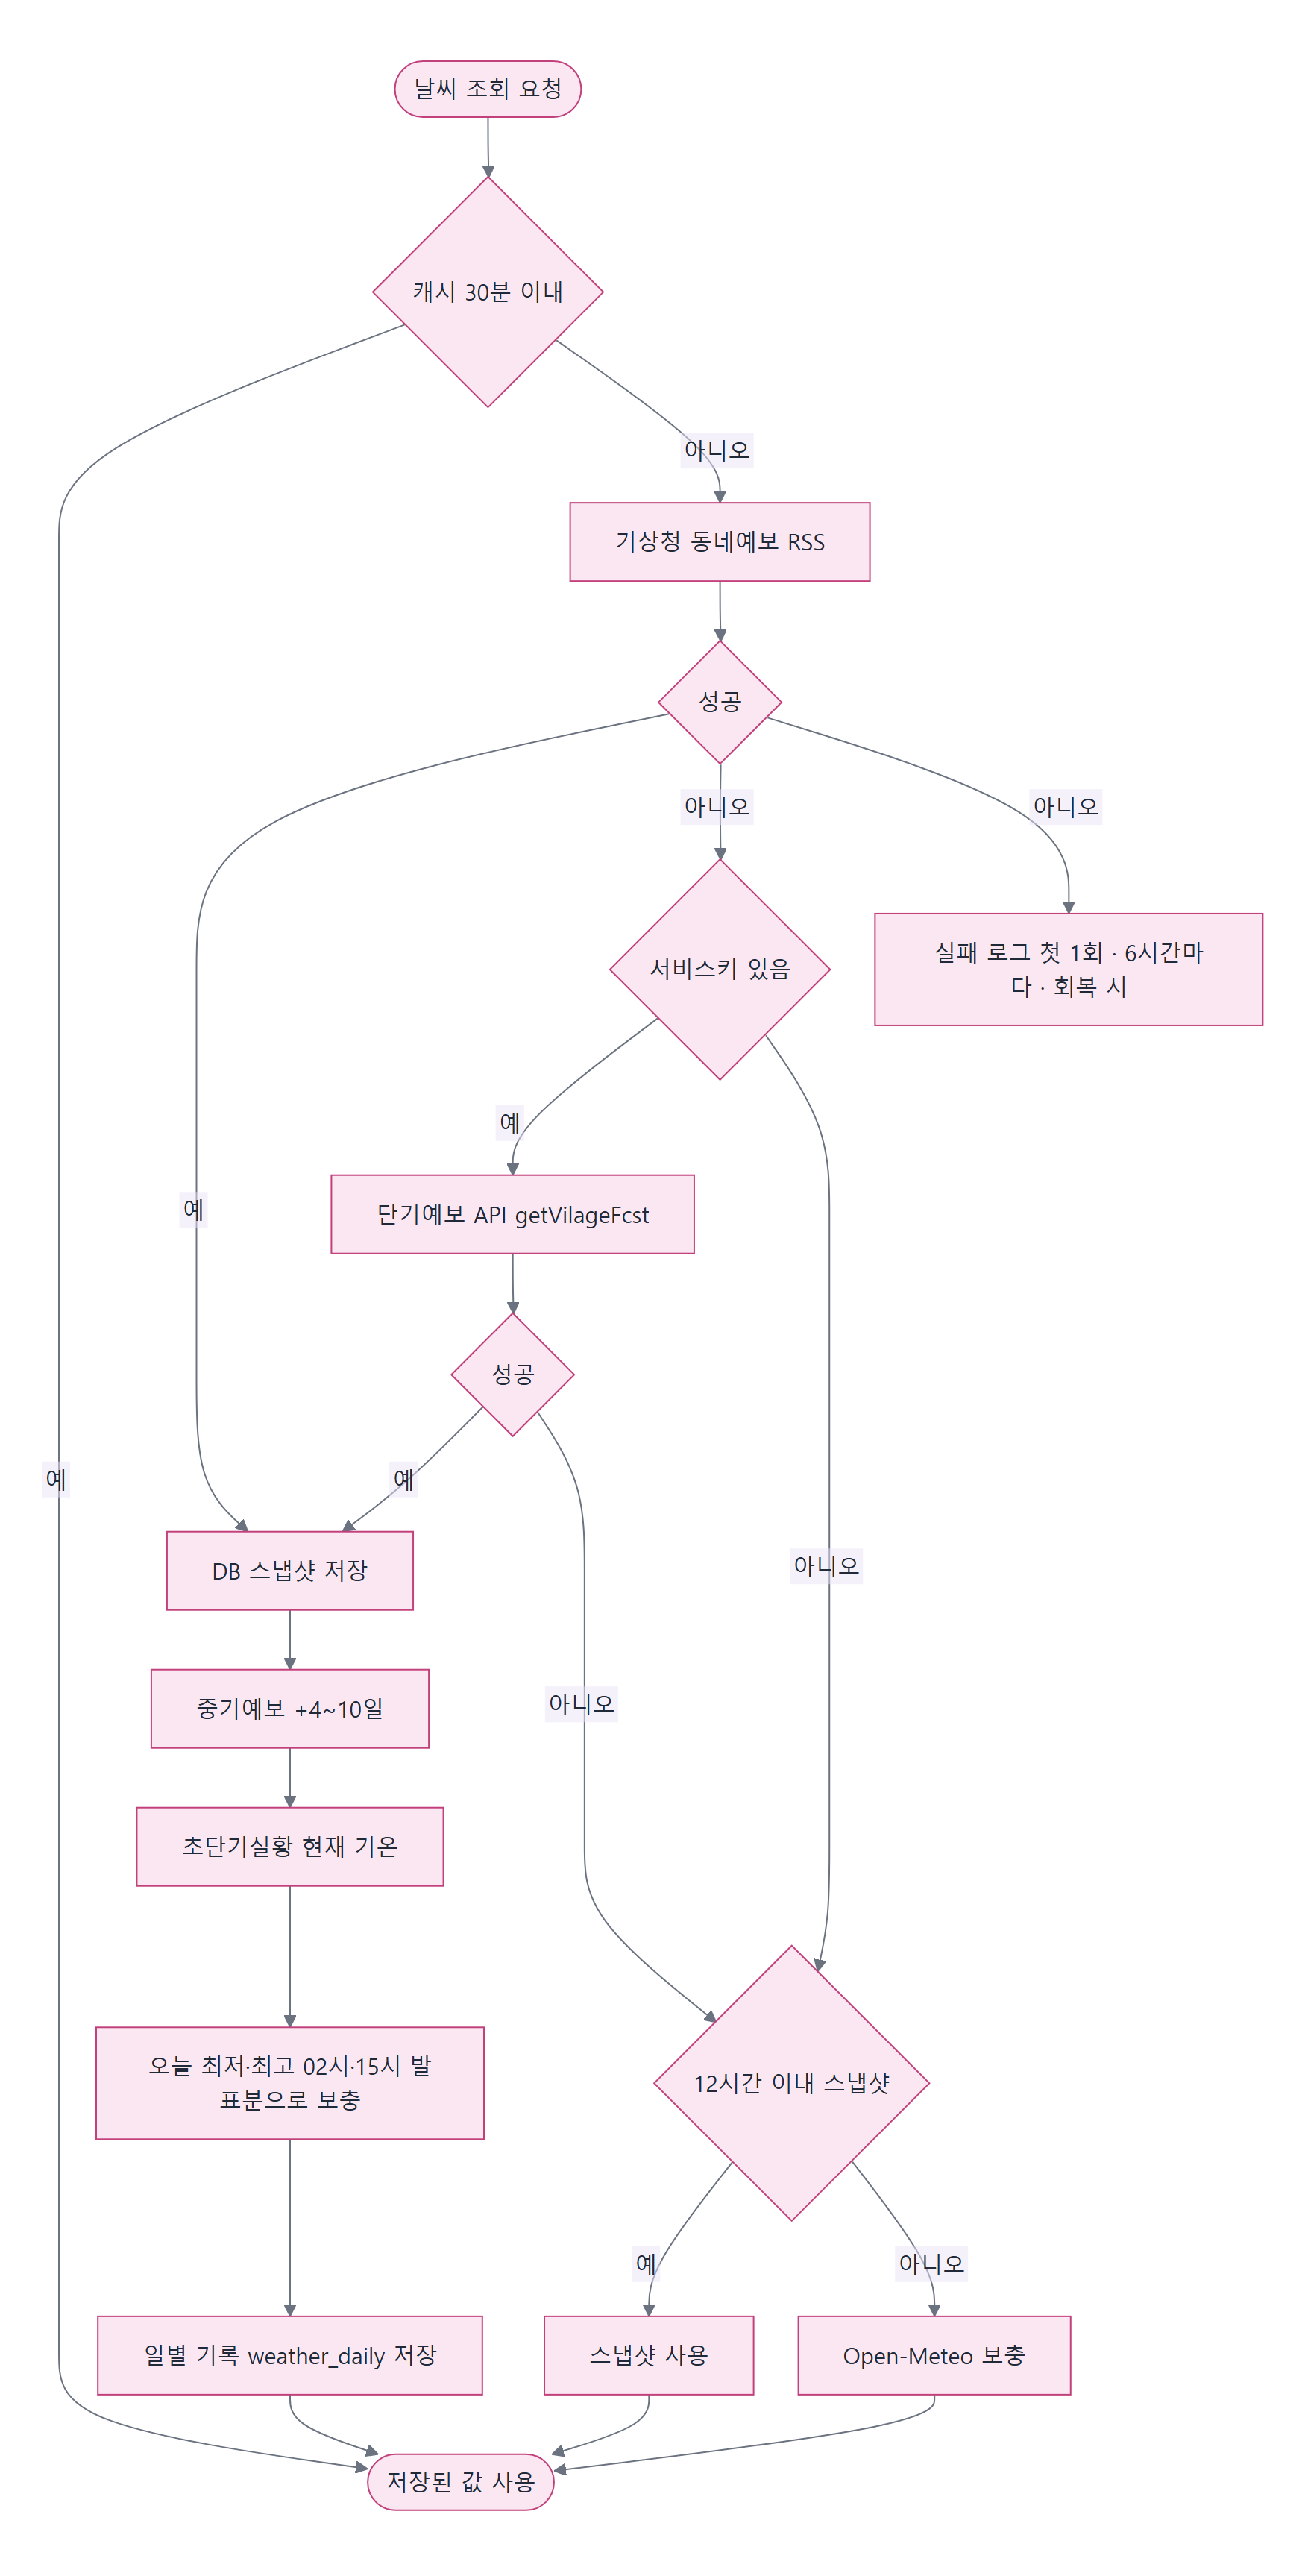 날씨 조회 요청
캐시 30분 이내
아니오
기상청 동네예보 RSS
성공
아니오
아니오
서비스키 있음
실패 로그 첫 1회 · 6시간마
다 · 회복 시
예
단기예보 API getVilageFcst
예
성공
예
예
아니오
DB 스냅샷 저장
아니오
중기예보 +4~10일
초단기실황 현재 기온
오늘 최저·최고 02시·15시 발
표분으로 보충
12시간 이내 스냅샷
예
아니오
일별 기록 weather_daily 저장
스냅샷 사용
Open-Meteo 보충
저장된 값 사용